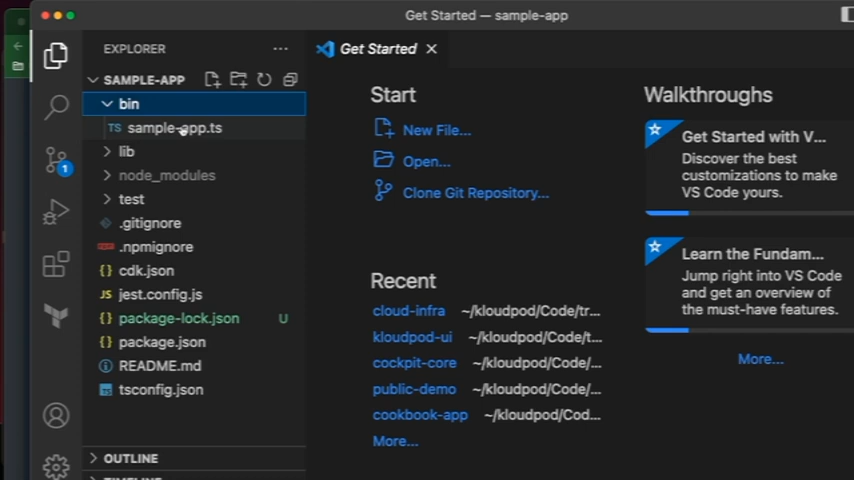 Get Started — sample-app
EXPLORER
Get Started
SAMPLE-APP
bin
TS sample-app.ts
lib
node_modules
test
.gitignore
.npmignore
{} cdk.json
JS jest.config.js
{} package-lock.json U
{} package.json
README.md
TS tsconfig.json
OUTLINE
1
Start
New File...
Open...
Clone Git Repository...
Recent
cloud-infra ~/kloudpod/Code/tr...
kloudpod-ui ~/kloudpod/Code/t...
cockpit-core ~/kloudpod/Code/...
public-demo ~/kloudpod/Code/...
cookbook-app ~/kloudpod/Cod...
More...
Walkthroughs
Get Started with V...
Discover the best
customizations to make
VS Code yours.
Learn the Fundam...
Jump right into VS Code
and get an overview of
the must-have features.
More...